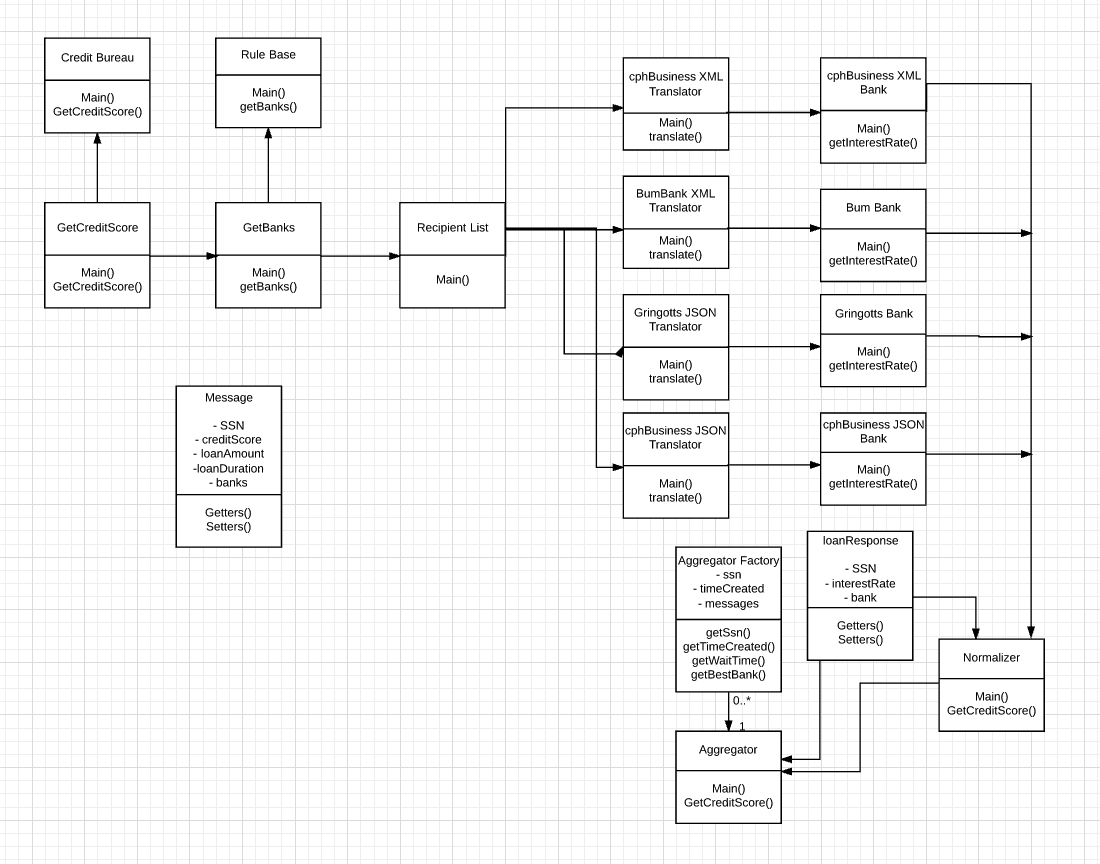 Credit Bureau
Main()
GetCreditScore()
Rule Base
Main()
getBanks()
cphBusiness XML
Translator
Main()
translate()
cphBusiness XML
Bank
Main()
getInterestRate()
GetCreditScore
Main()
GetCreditScore()
GetBanks
Main()
getBanks()
Recipient List
Main()
BumBank XML
Translator
Main()
translate()
Bum Bank
Main()
getInterestRate()
Gringotts JSON
Translator
Main()
translate()
Gringotts Bank
Main()
getInterestRate()
Message
- SSN
- creditScore
- loanAmount
-loanDuration
- banks
Getters()
Setters()
cphBusiness JSON
Translator
Main()
translate()
cphBusiness JSON
Bank
Main()
getInterestRate()
Aggregator Factory
- ssn
- timeCreated
- messages
getSsn()
getTimeCreated()
getWaitTime()
getBestBank()
loanResponse
- SSN
- interestRate
- bank
Getters()
Setters()
Normalizer
Main()
GetCreditScore()
0..*
1
Aggregator
Main()
GetCreditScore()